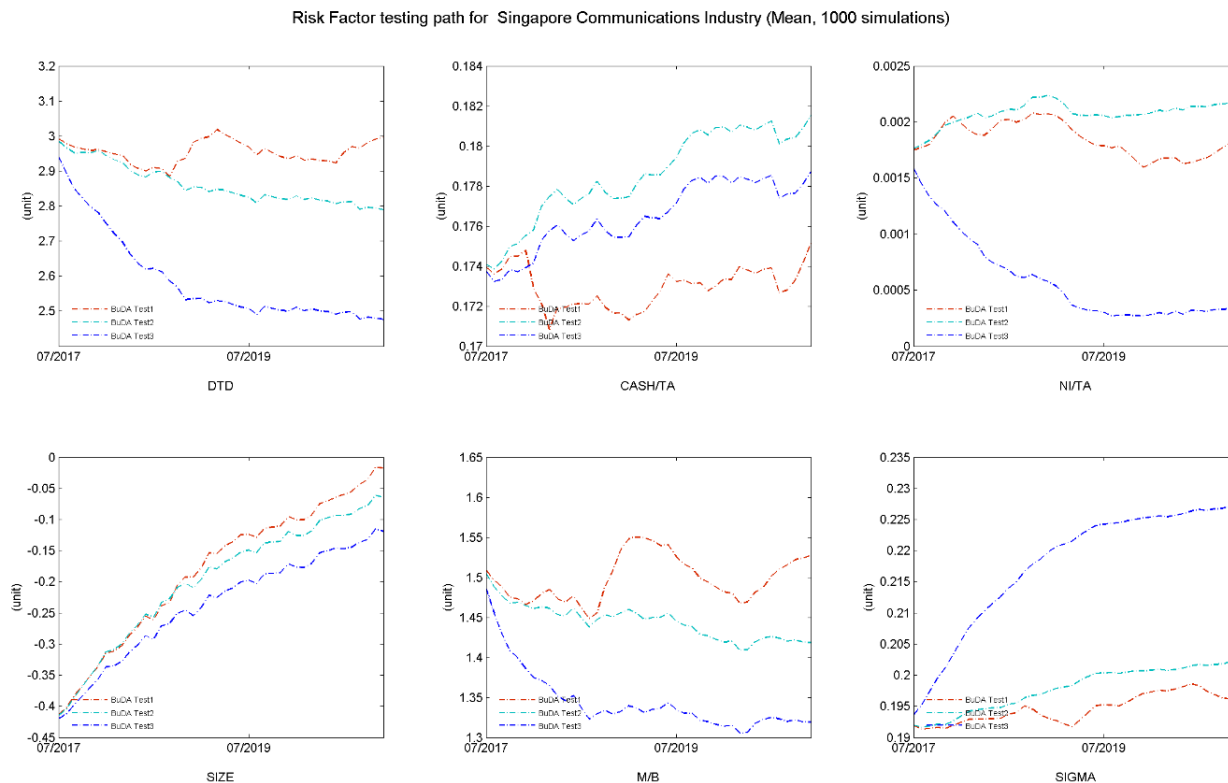 Risk Factor testing path for Singapore Communications Industry (Mean, 1000 simulations)
3.2
3.1
3
2.9
2.8
2.7
2.6
2.5
(unit)
BuDA Test1
BuDA Test2
BuDA Test3
07/2017
07/2019
DTD
0.184
0.182
0.18
0.178
0.176
0.174
0.172
0.17
(unit)
BuDA Test1
BuDA Test2
BuDA Test3
07/2017
07/2019
CASH/TA
0.0025
0.002
0.0015
0.001
0.0005
0
(unit)
BuDA Test1
BuDA Test2
BuDA Test3
07/2017
07/2019
NI/TA
0
-0.05
-0.1
-0.15
-0.2
-0.25
-0.3
-0.35
-0.4
-0.45
(unit)
BuDA Test1
BuDA Test2
BuDA Test3
07/2017
07/2019
SIZE
1.65
1.6
1.55
1.5
1.45
1.4
1.35
1.3
(unit)
BuDA Test1
BuDA Test2
BuDA Test3
07/2017
07/2019
M/B
0.235
0.23
0.225
0.22
0.215
0.21
0.205
0.2
0.195
0.19
(unit)
BuDA Test1
BuDA Test2
BuDA Test3
07/2017
07/2019
SIGMA